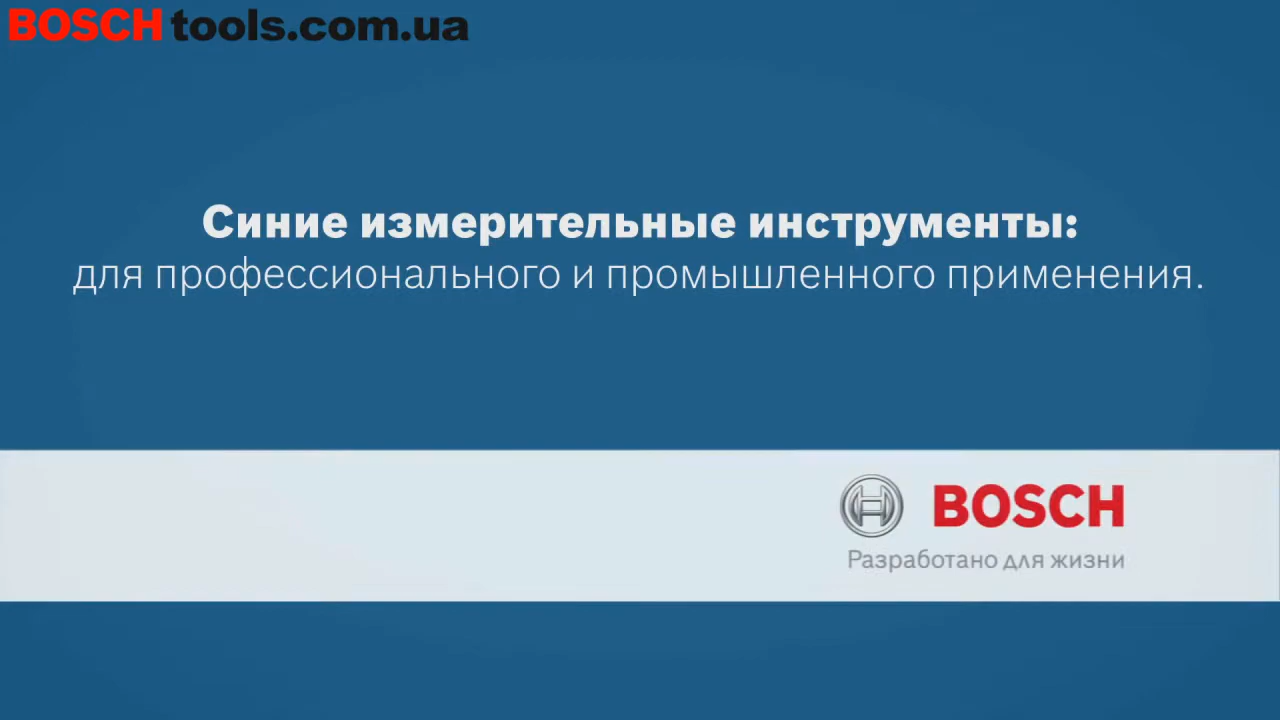 BOSCH tools.com.ua
Синие измерительные инструменты:
для профессионального и промышленного применения.
BOSCH
Разработано для жизни